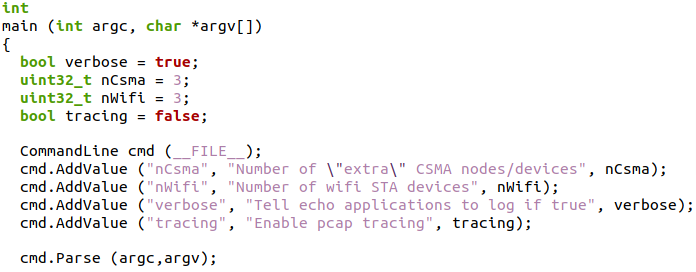 int
main (int argc, char *argv[])
{
  bool verbose = true;
  uint32_t nCsma = 3;
  uint32_t nWifi = 3;
  bool tracing = false;

  CommandLine cmd (__FILE__);
  cmd.AddValue ("nCsma", "Number of \"extra\" CSMA nodes/devices", nCsma);
  cmd.AddValue ("nWifi", "Number of wifi STA devices", nWifi);
  cmd.AddValue ("verbose", "Tell echo applications to log if true", verbose);
  cmd.AddValue ("tracing", "Enable pcap tracing", tracing);

  cmd.Parse (argc,argv);